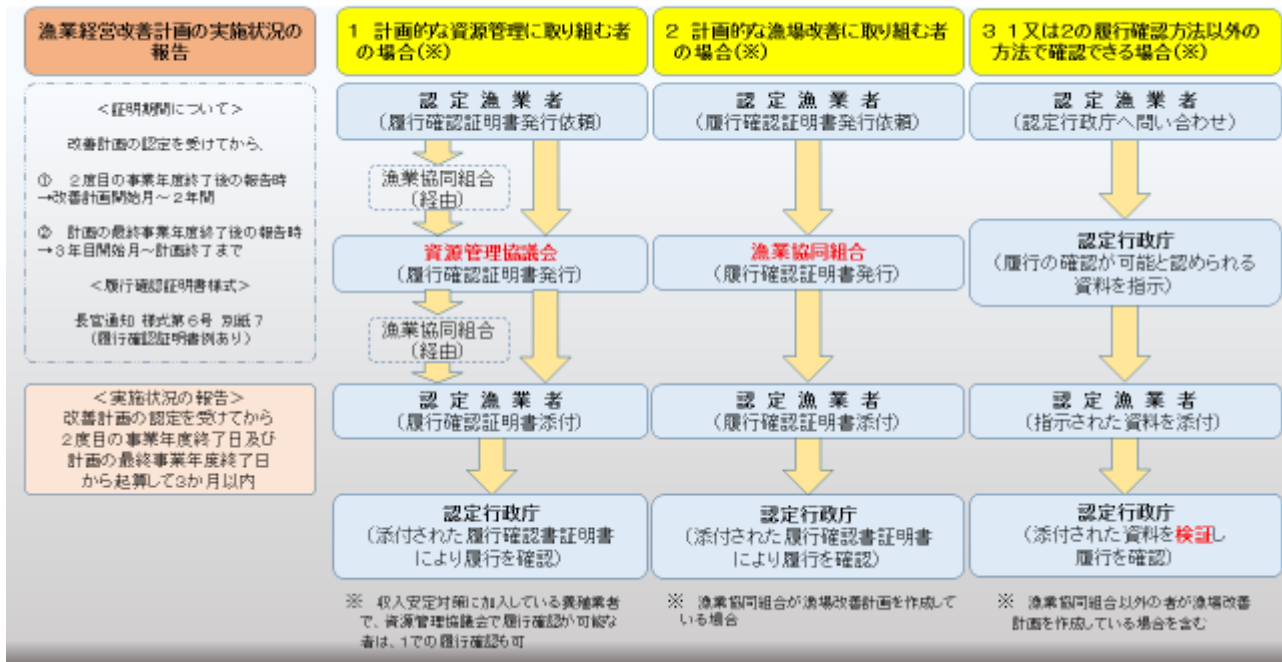 漁業経営改善計画の実施状況の
報告
<証明期間について>
改善計画の認定を受けてから、
① 2度目の事業年度終了後の報告時
→改善計画開始月～2年間
② 計画の最終事業年度終了後の報告時
→3年目開始月～計画終了まで
<履行確認証明書様式>
長官通知 様式第6号 別紙7
(履行確認証明書例あり)
<実施状況の報告>
改善計画の認定を受けてから
2度目の事業年度終了日及び
計画の最終事業年度終了日
から起算して3か月以内
1 計画的な資源管理に取り組む者
の場合(※)
認 定 漁 業 者
(履行確認証明書発行依頼)
漁業協同組合
(経由)
資源管理協議会
(履行確認証明書発行)
漁業協同組合
(経由)
認 定 漁 業 者
(履行確認証明書添付)
認定行政庁
(添付された履行確認書証明書
により履行を確認)
※ 収入安定対策に加入している養殖業者
で、資源管理協議会で履行確認が可能な
者は、1での履行確認も可
2 計画的な漁場改善に取り組む者
の場合(※)
認 定 漁 業 者
(履行確認証明書発行依頼)
漁業協同組合
(履行確認証明書発行)
認 定 漁 業 者
(履行確認証明書添付)
認定行政庁
(添付された履行確認書証明書
により履行を確認)
※ 漁業協同組合が漁場改善計画を作成して
いる場合
3 1又は2の履行確認方法以外の
方法で確認できる場合(※)
認 定 漁 業 者
(認定行政庁へ問い合わせ)
認定行政庁
(履行の確認が可能と認められる
資料を指示)
認 定 漁 業 者
(指示された資料を添付)
認定行政庁
(添付された資料を検証し
履行を確認)
※ 漁業協同組合以外の者が漁場改善
計画を作成している場合を含む